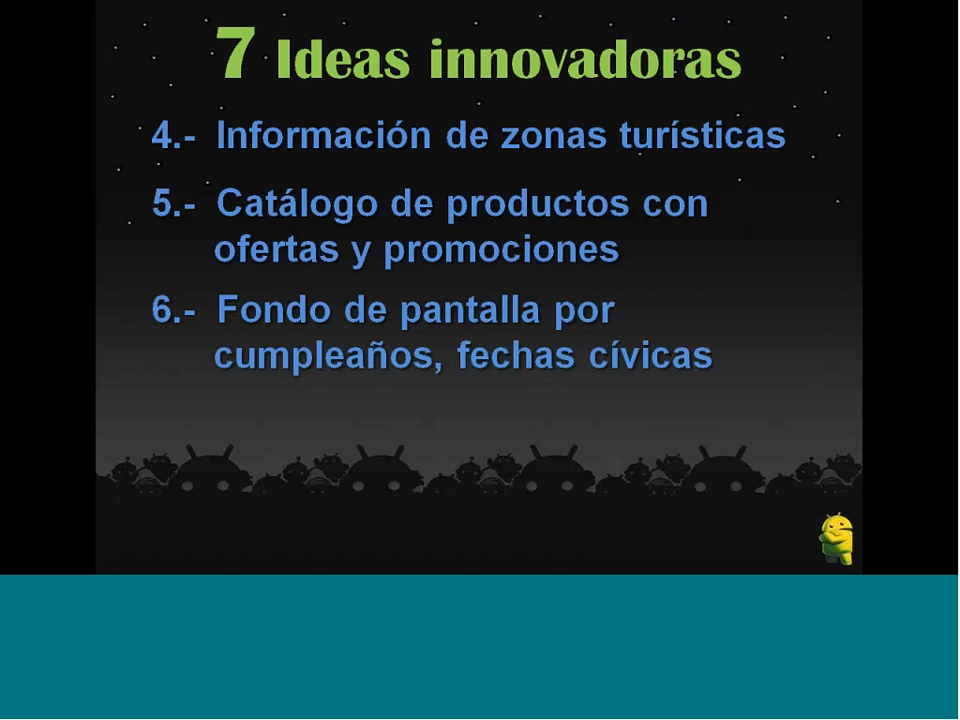 7 Ideas innovadoras
4.- Información de zonas turísticas
5.- Catálogo de productos con
ofertas y promociones
6.- Fondo de pantalla por
cumpleaños, fechas cívicas